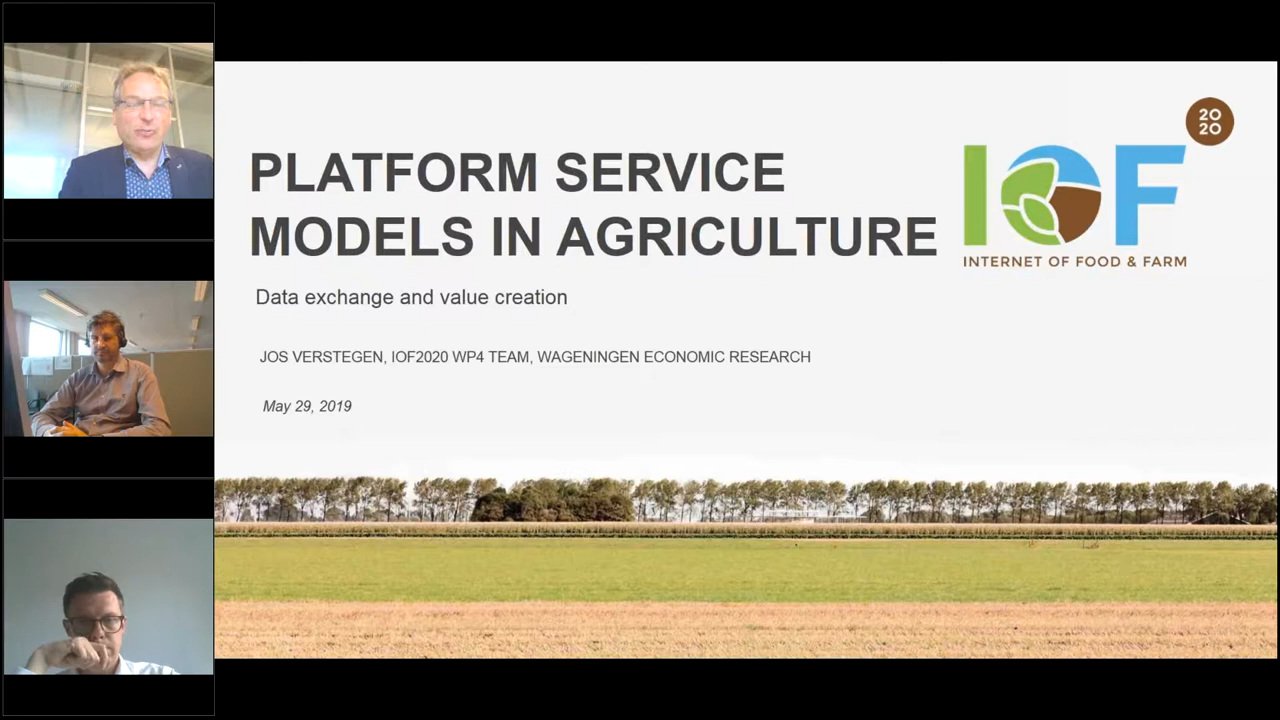 PLATFORM SERVICE
MODELS IN AGRICULTURE
Data exchange and value creation
JOS VERSTEGEN, IOF2020 WP4 TEAM, WAGENINGEN ECONOMIC RESEARCH
May 29, 2019
20
20
IOF
INTERNET OF FOOD & FARM